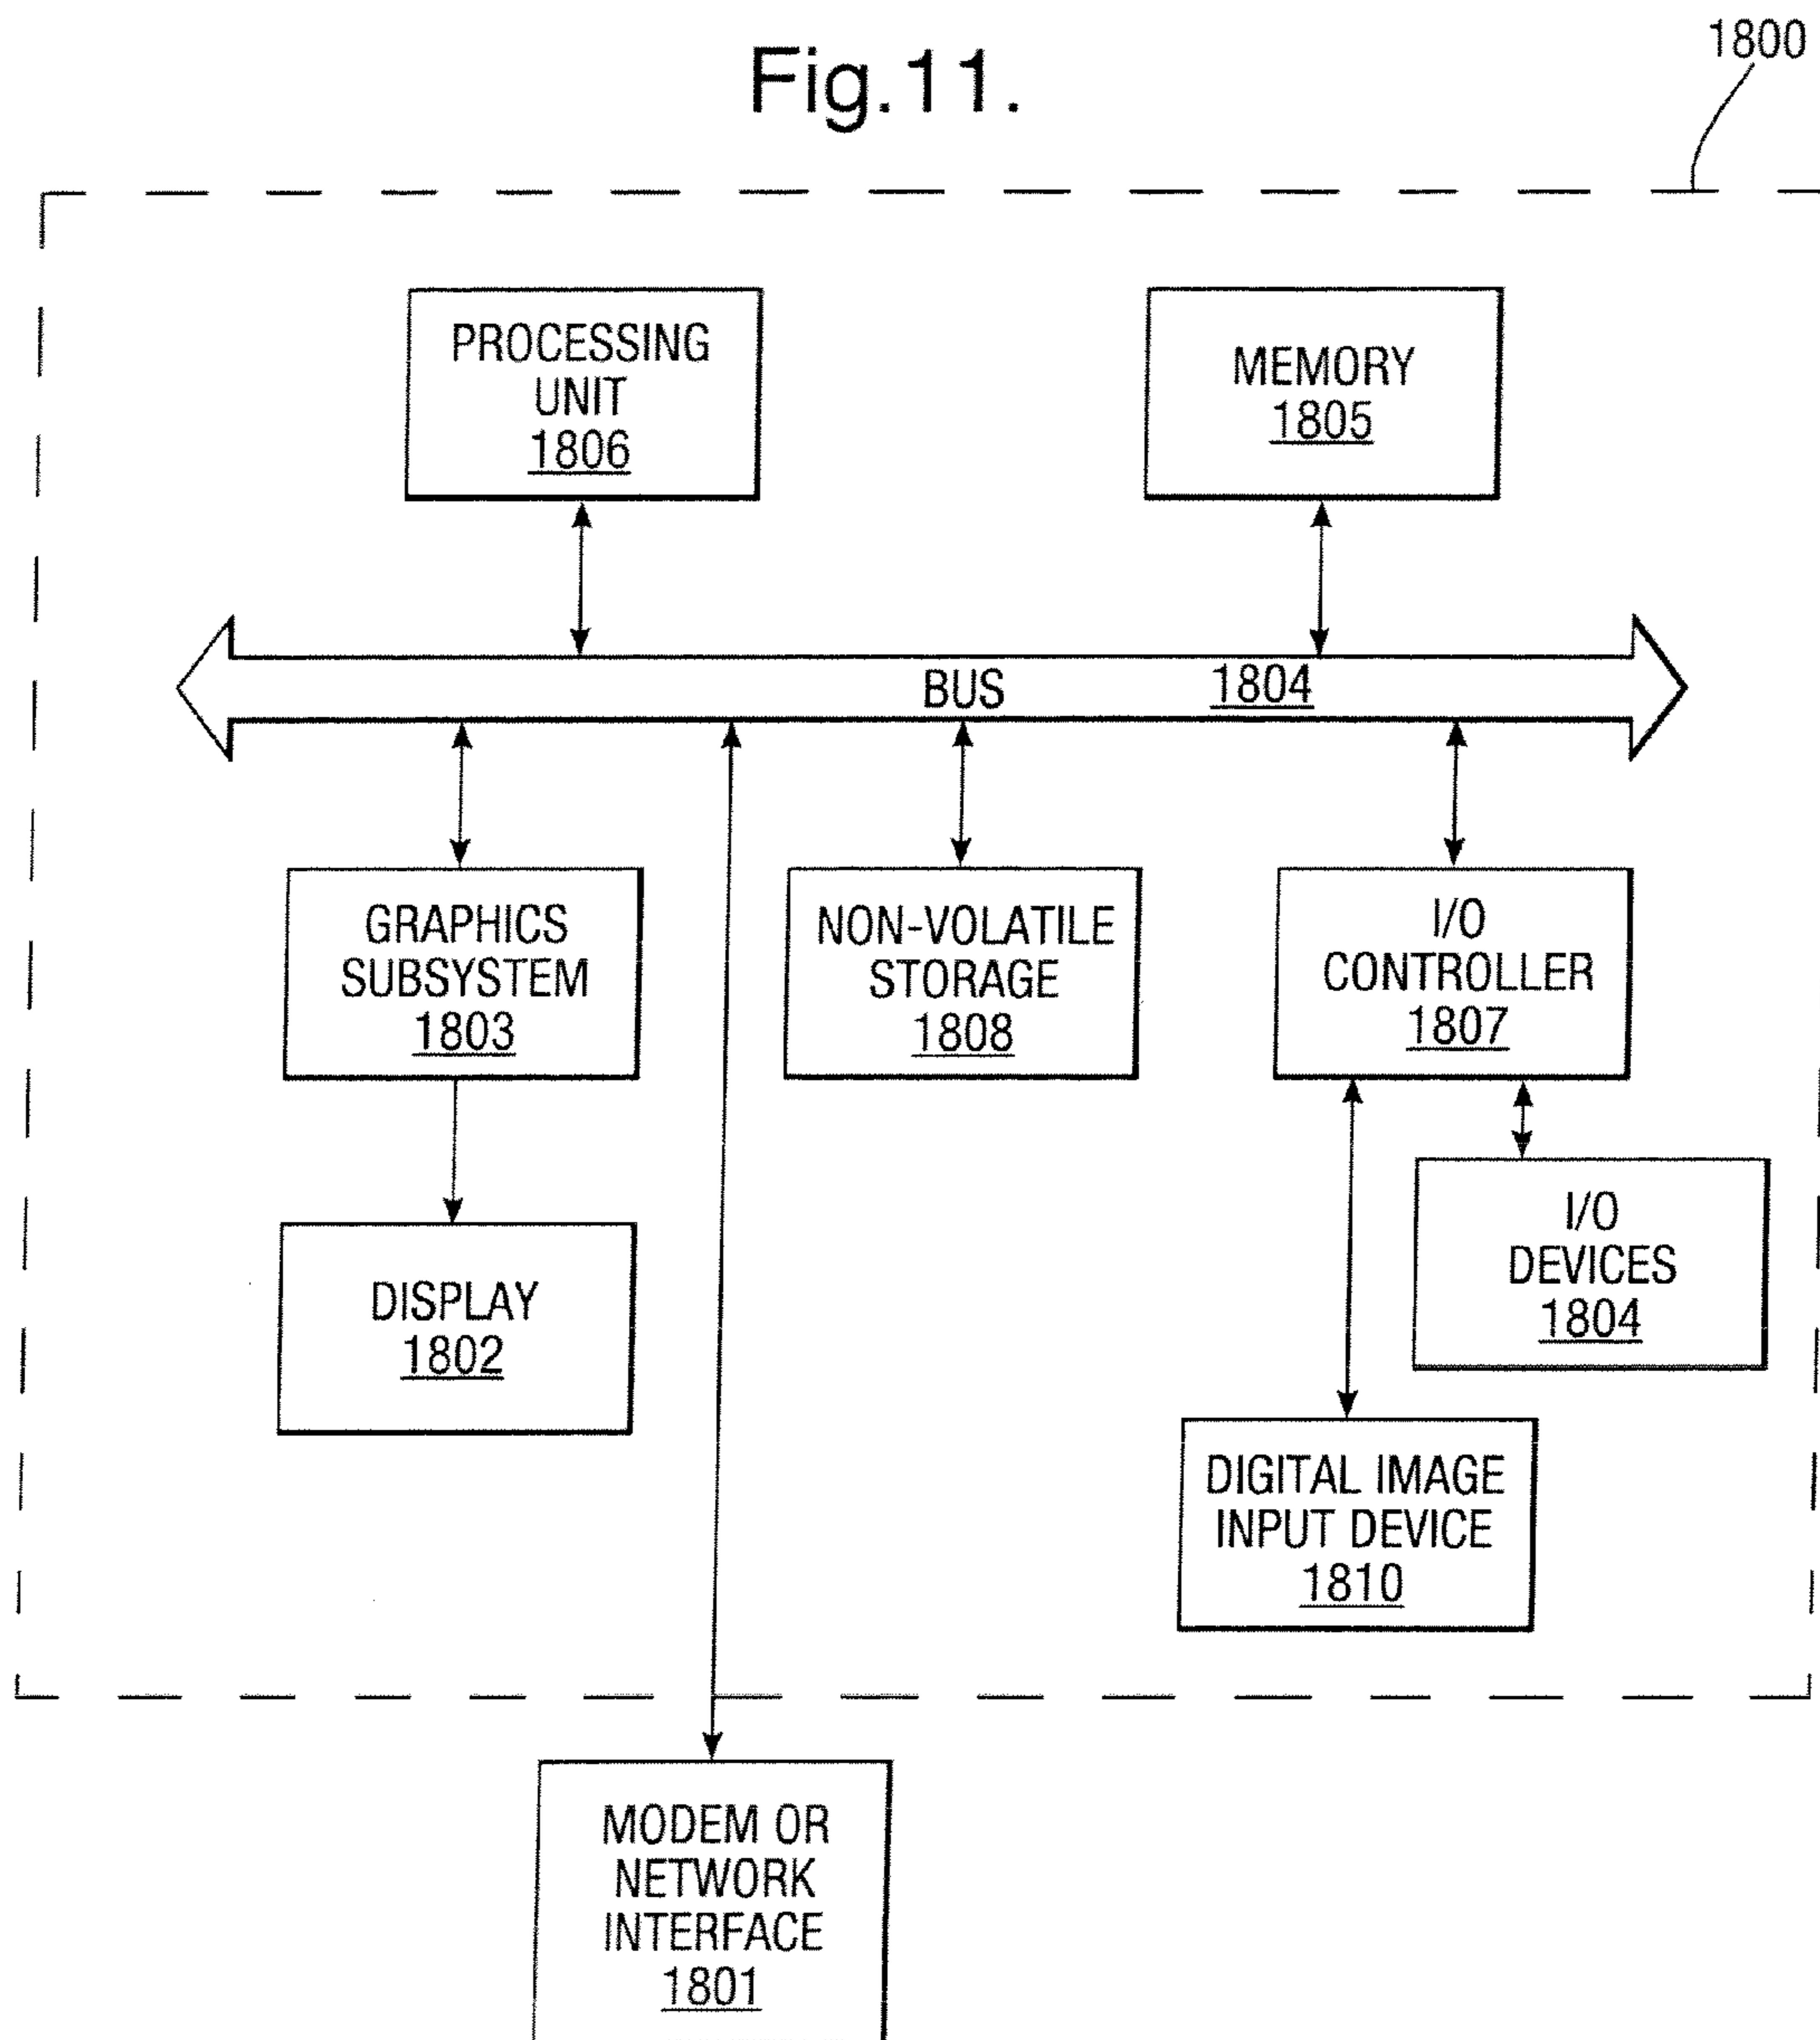 Fig.11.
1800
PROCESSING
UNIT
1806
MEMORY
1805
BUS 1804
GRAPHICS
SUBSYSTEM
1803
NON-VOLATILE
STORAGE
1808
I/O
CONTROLLER
1807
DISPLAY
1802
I/O
DEVICES
1804
DIGITAL IMAGE
INPUT DEVICE
1810
MODEM OR
NETWORK
INTERFACE
1801